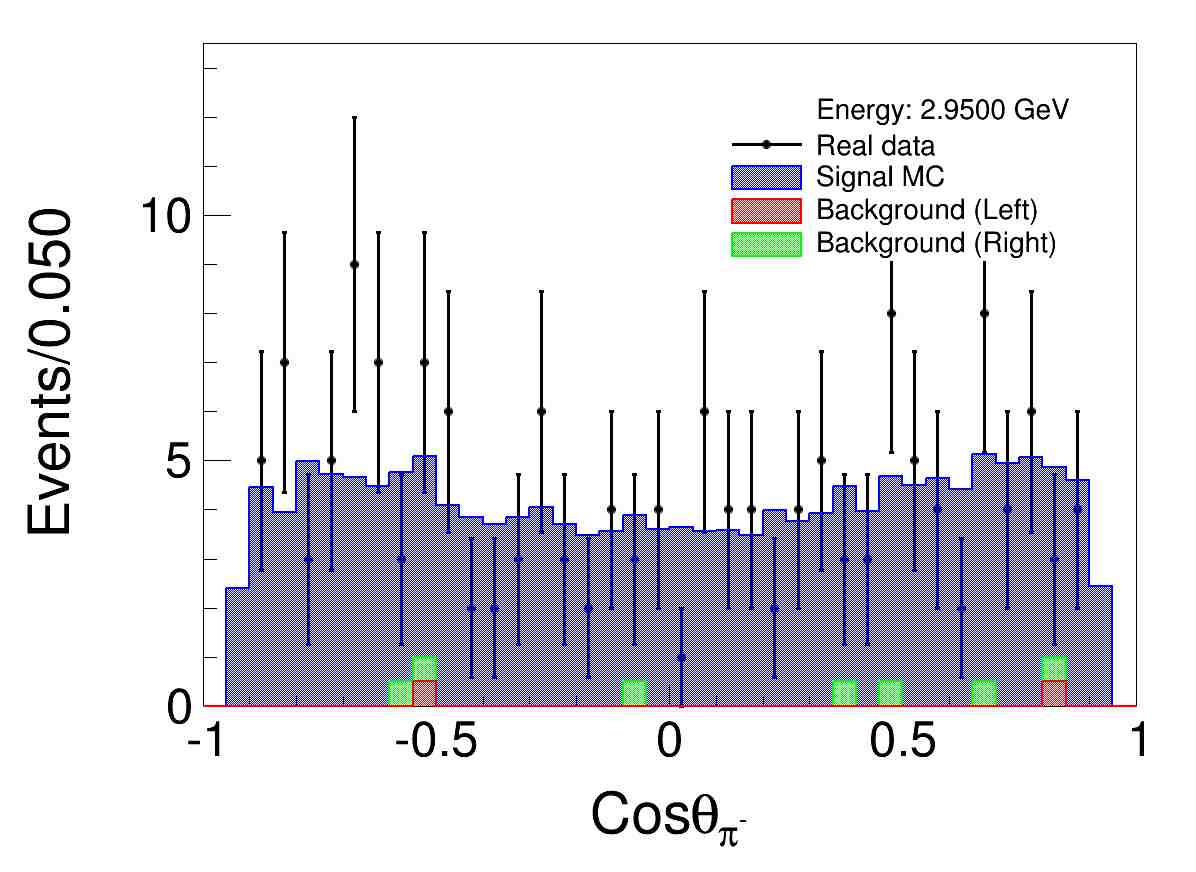 Energy: 2.9500 GeV
Real data
Signal MC
Background (Left)
Background (Right)
Events/0.050
10
5
0
-1
-0.5
0
0.5
1
Cosθπ-